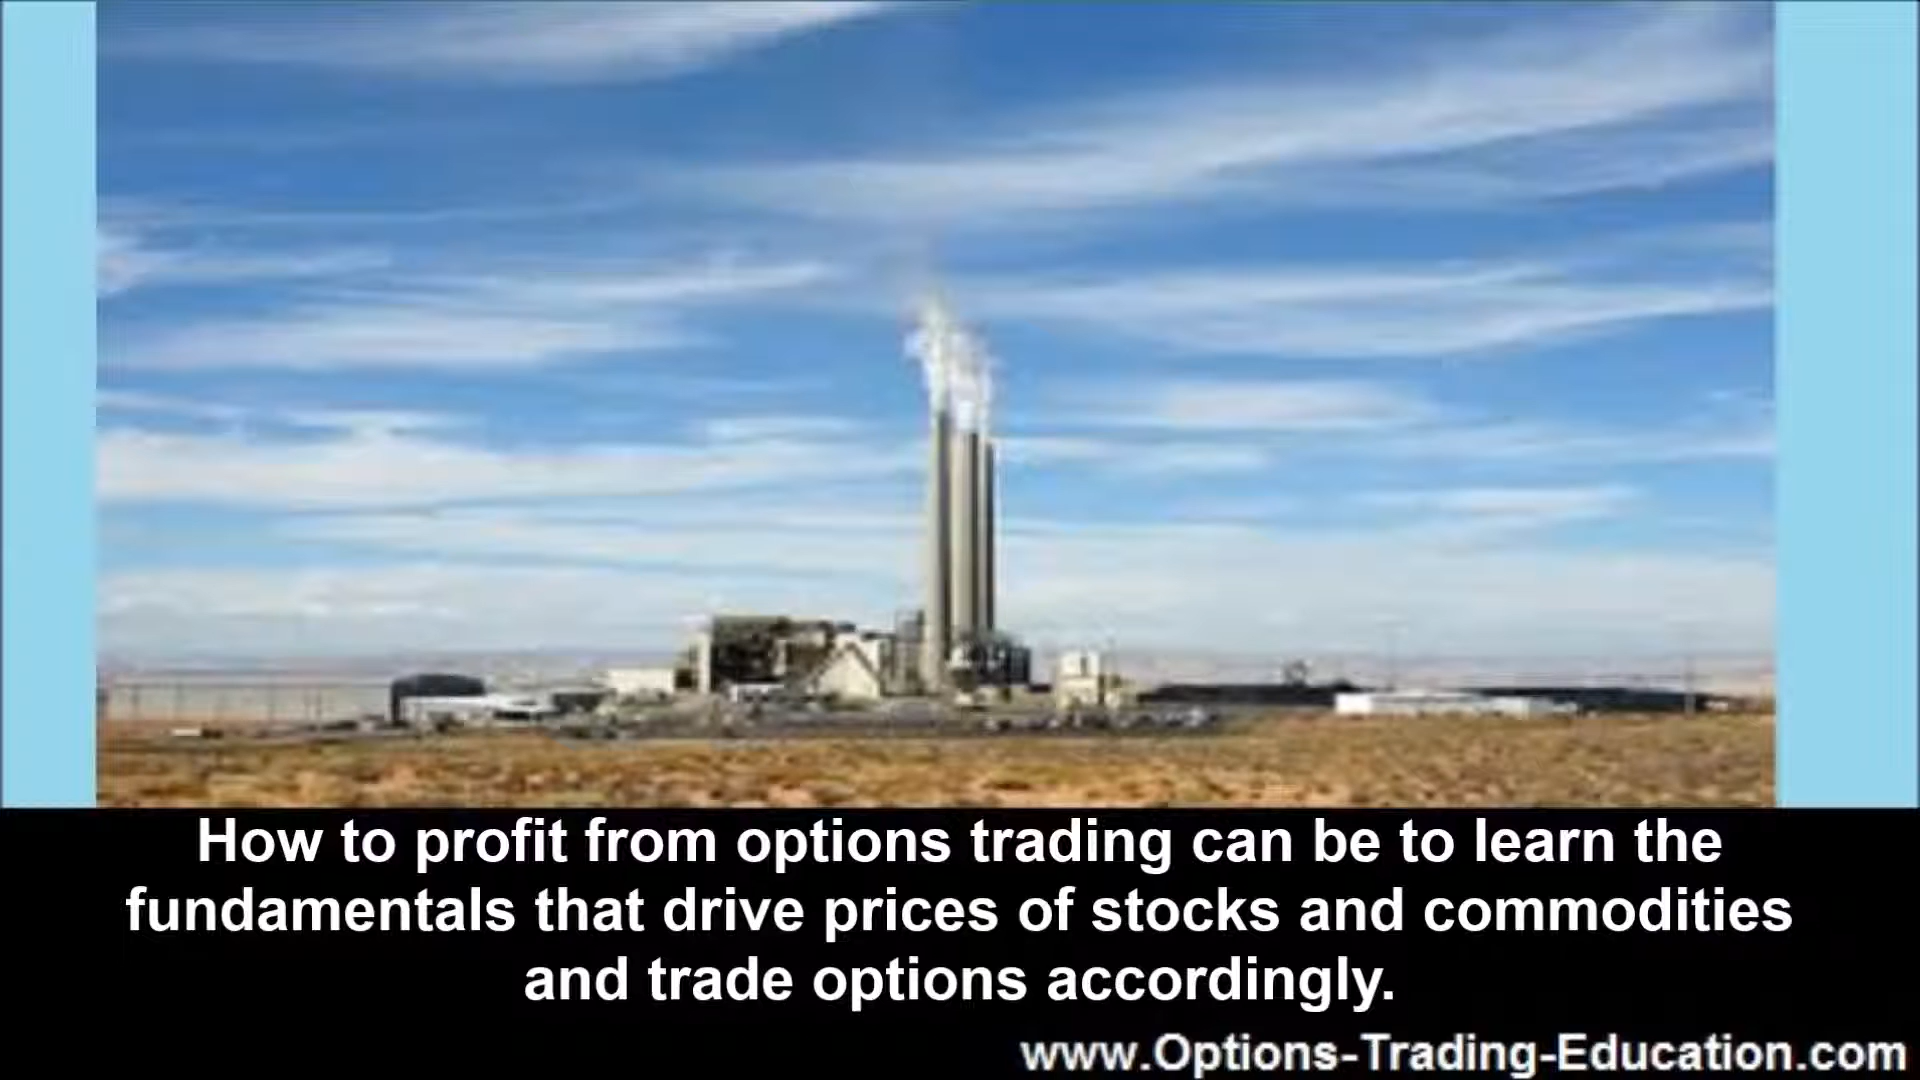 How to profit from options trading can be to learn the
fundamentals that drive prices of stocks and commodities
and trade options accordingly.
www.Options-Trading-Education.com